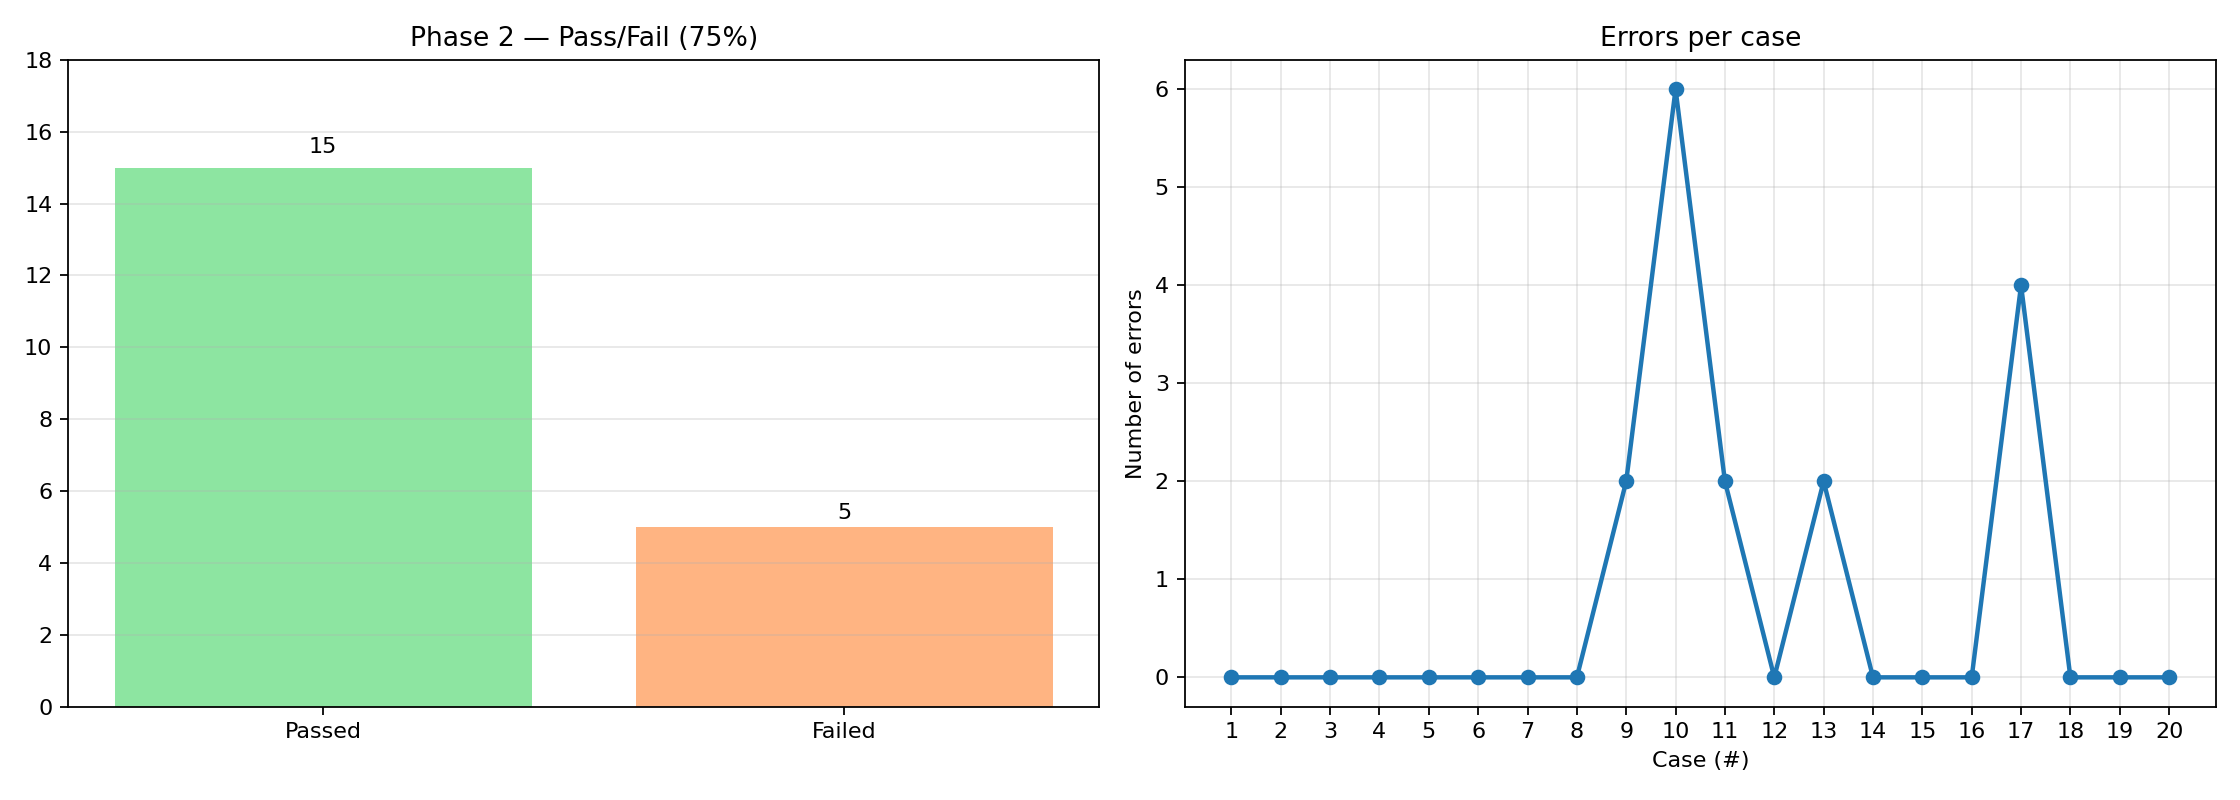 Phase 2 — Pass/Fail (75%)
18
16
14
12
10
8
6
4
2
0
15
5
Passed
Failed
Errors per case
Number of errors
6
5
4
3
2
1
0
1 2 3 4 5 6 7 8 9 10 11 12 13 14 15 16 17 18 19 20
Case (#)